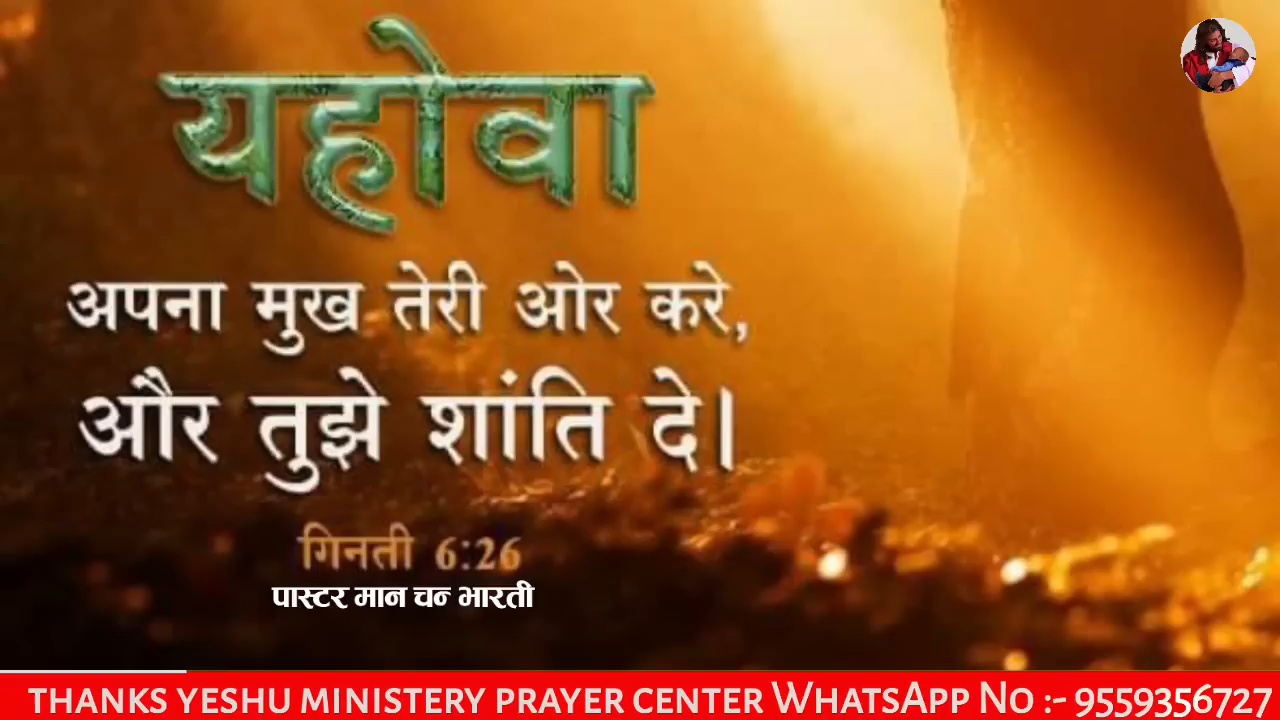 यहोवा
अपना मुख तेरी ओर करे,
और तुझे शांति दे।
गिनती 6:26
पास्टर मान चन्द भारती
THANKS YESHU MINISTERY PRAYER CENTER WHATSAPP NO :- 9559356727